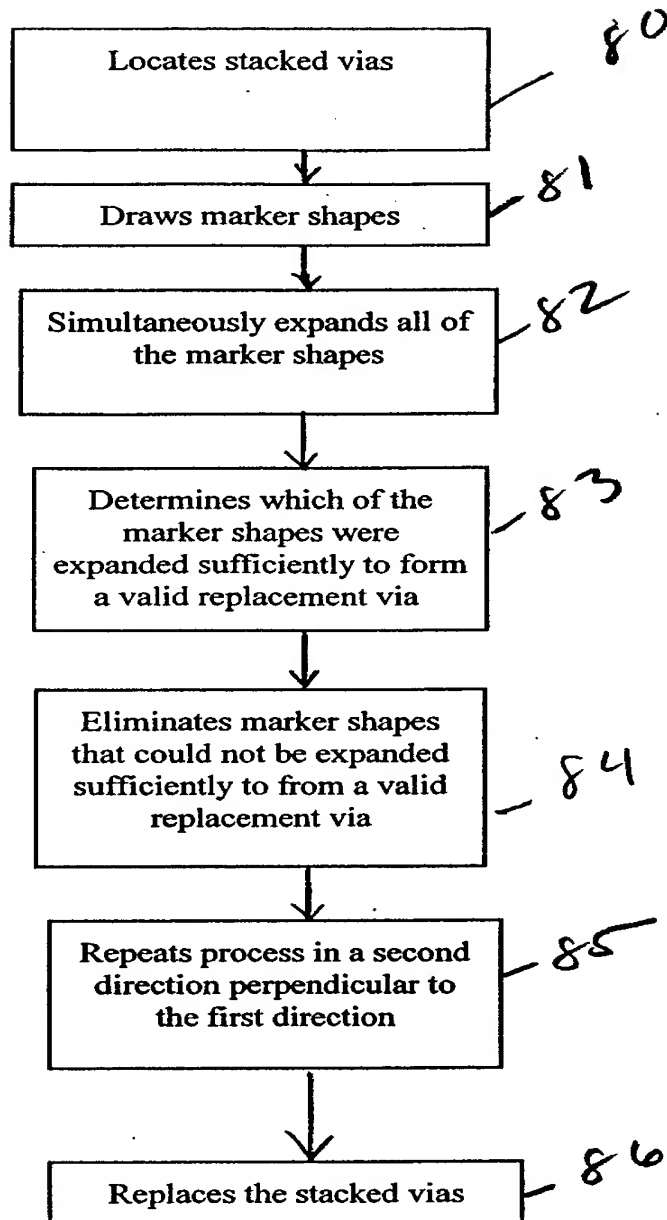 Locates stacked vias
80
Draws marker shapes
81
Simultaneously expands all of
the marker shapes
82
Determines which of the
marker shapes were
expanded sufficiently to form
a valid replacement via
83
Eliminates marker shapes
that could not be expanded
sufficiently to from a valid
replacement via
84
Repeats process in a second
direction perpendicular to
the first direction
85
Replaces the stacked vias
86